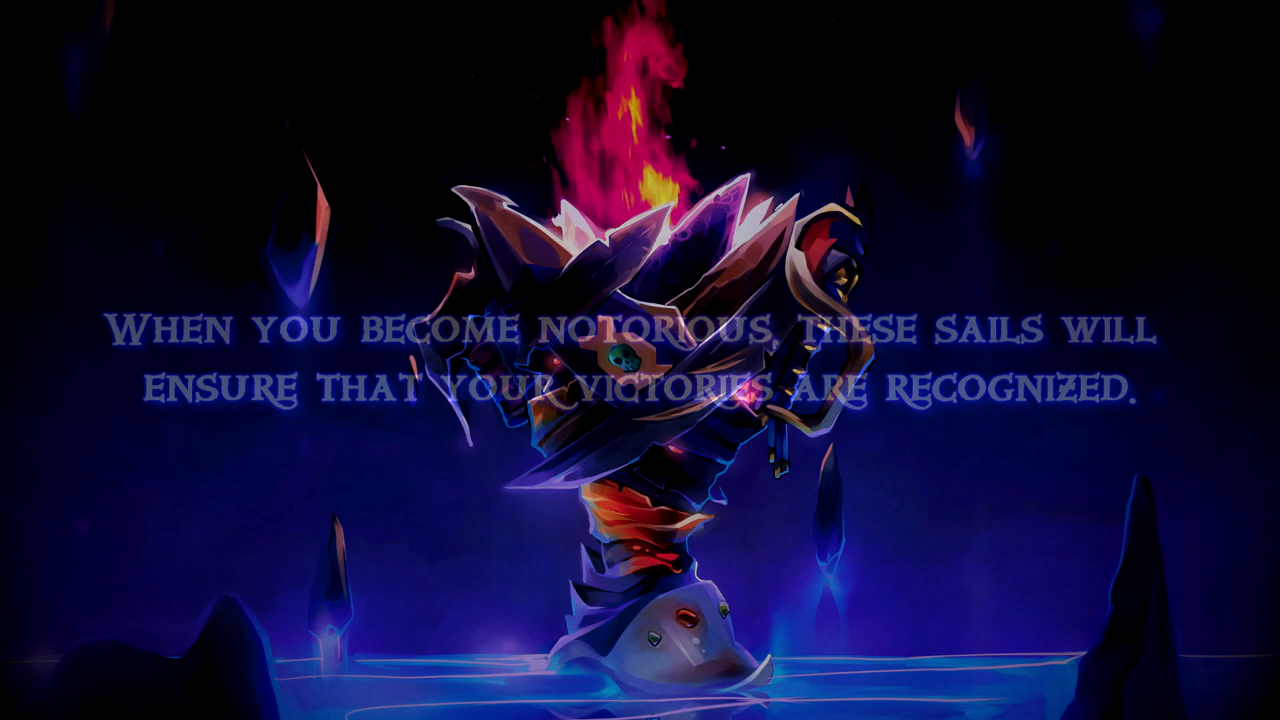 When you become notorious, these sails will
ensure that your victories are recognized.